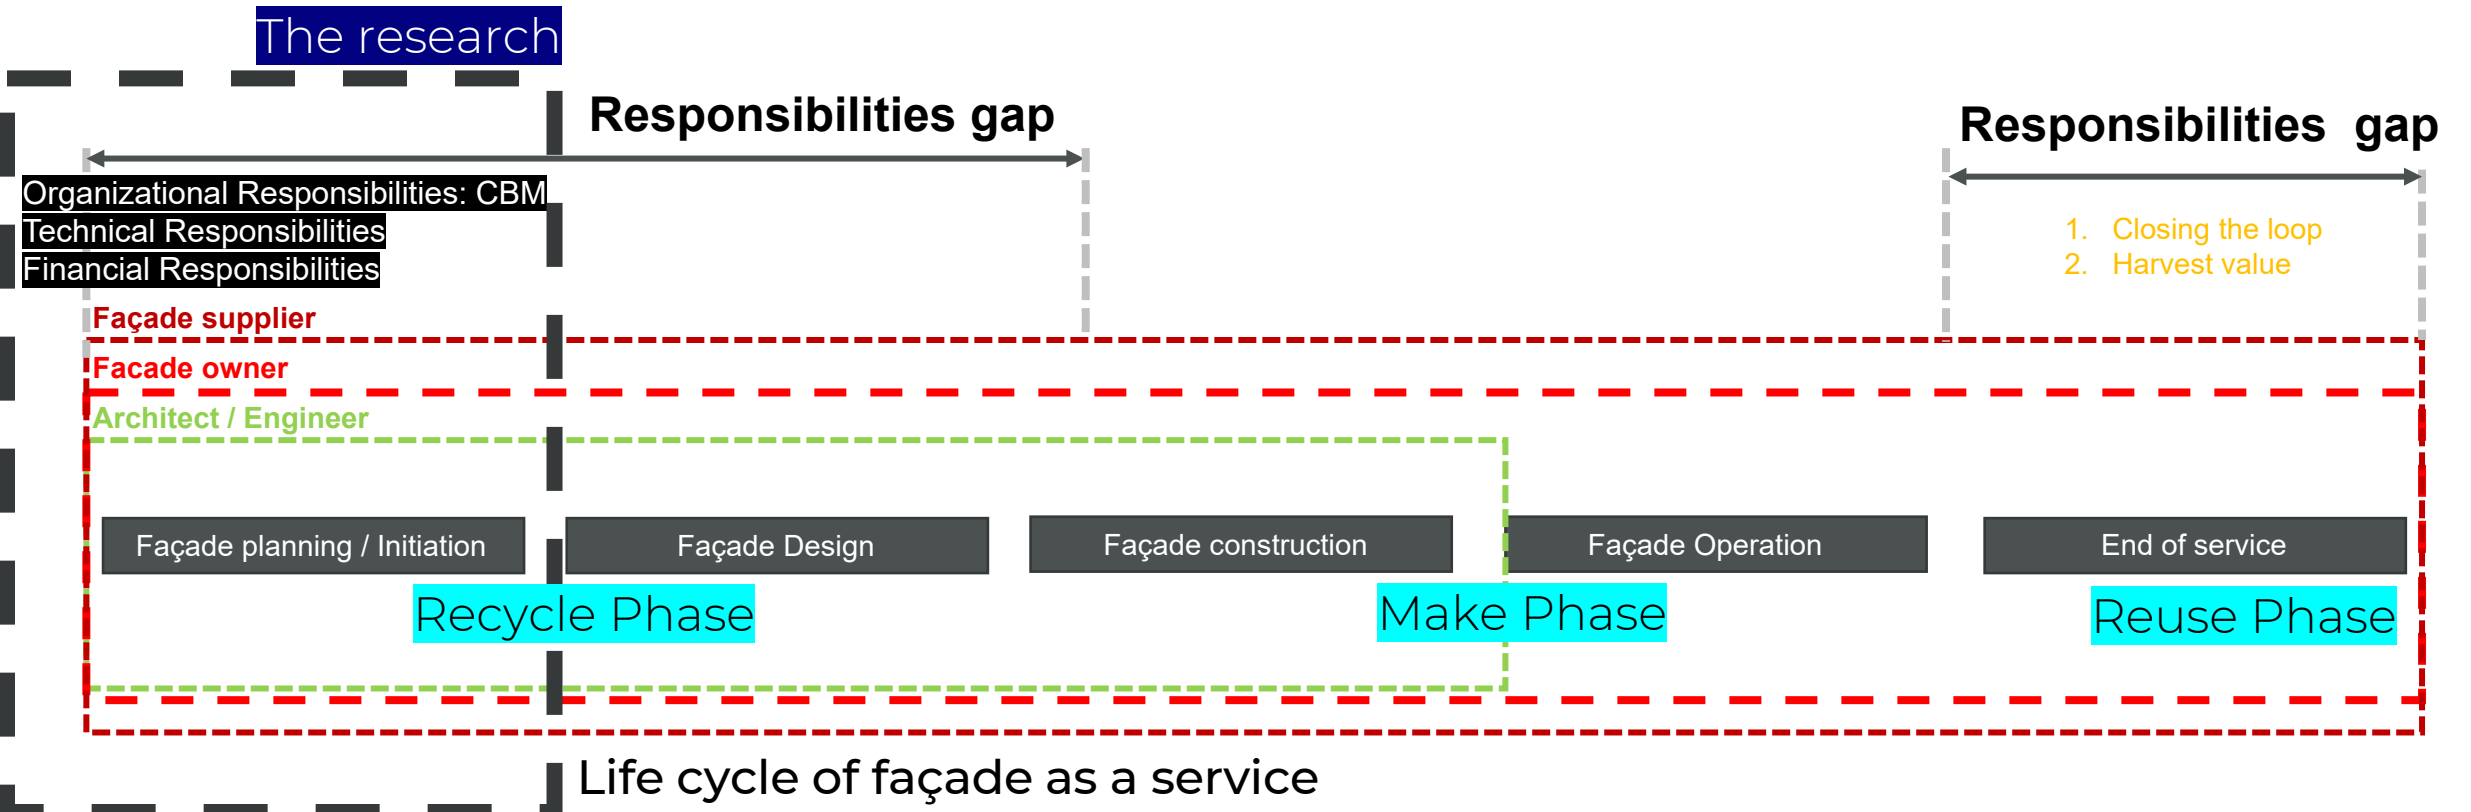 The research
Responsibilities gap
Responsibilities gap
Organizational Responsibilities: CBM
Technical Responsibilities
Financial Responsibilities
1. Closing the loop
2. Harvest value
Façade supplier
Facade owner
Architect / Engineer
Façade planning / Initiation
Façade Design
Façade construction
Façade Operation
End of service
Recycle Phase
Make Phase
Reuse Phase
Life cycle of façade as a service